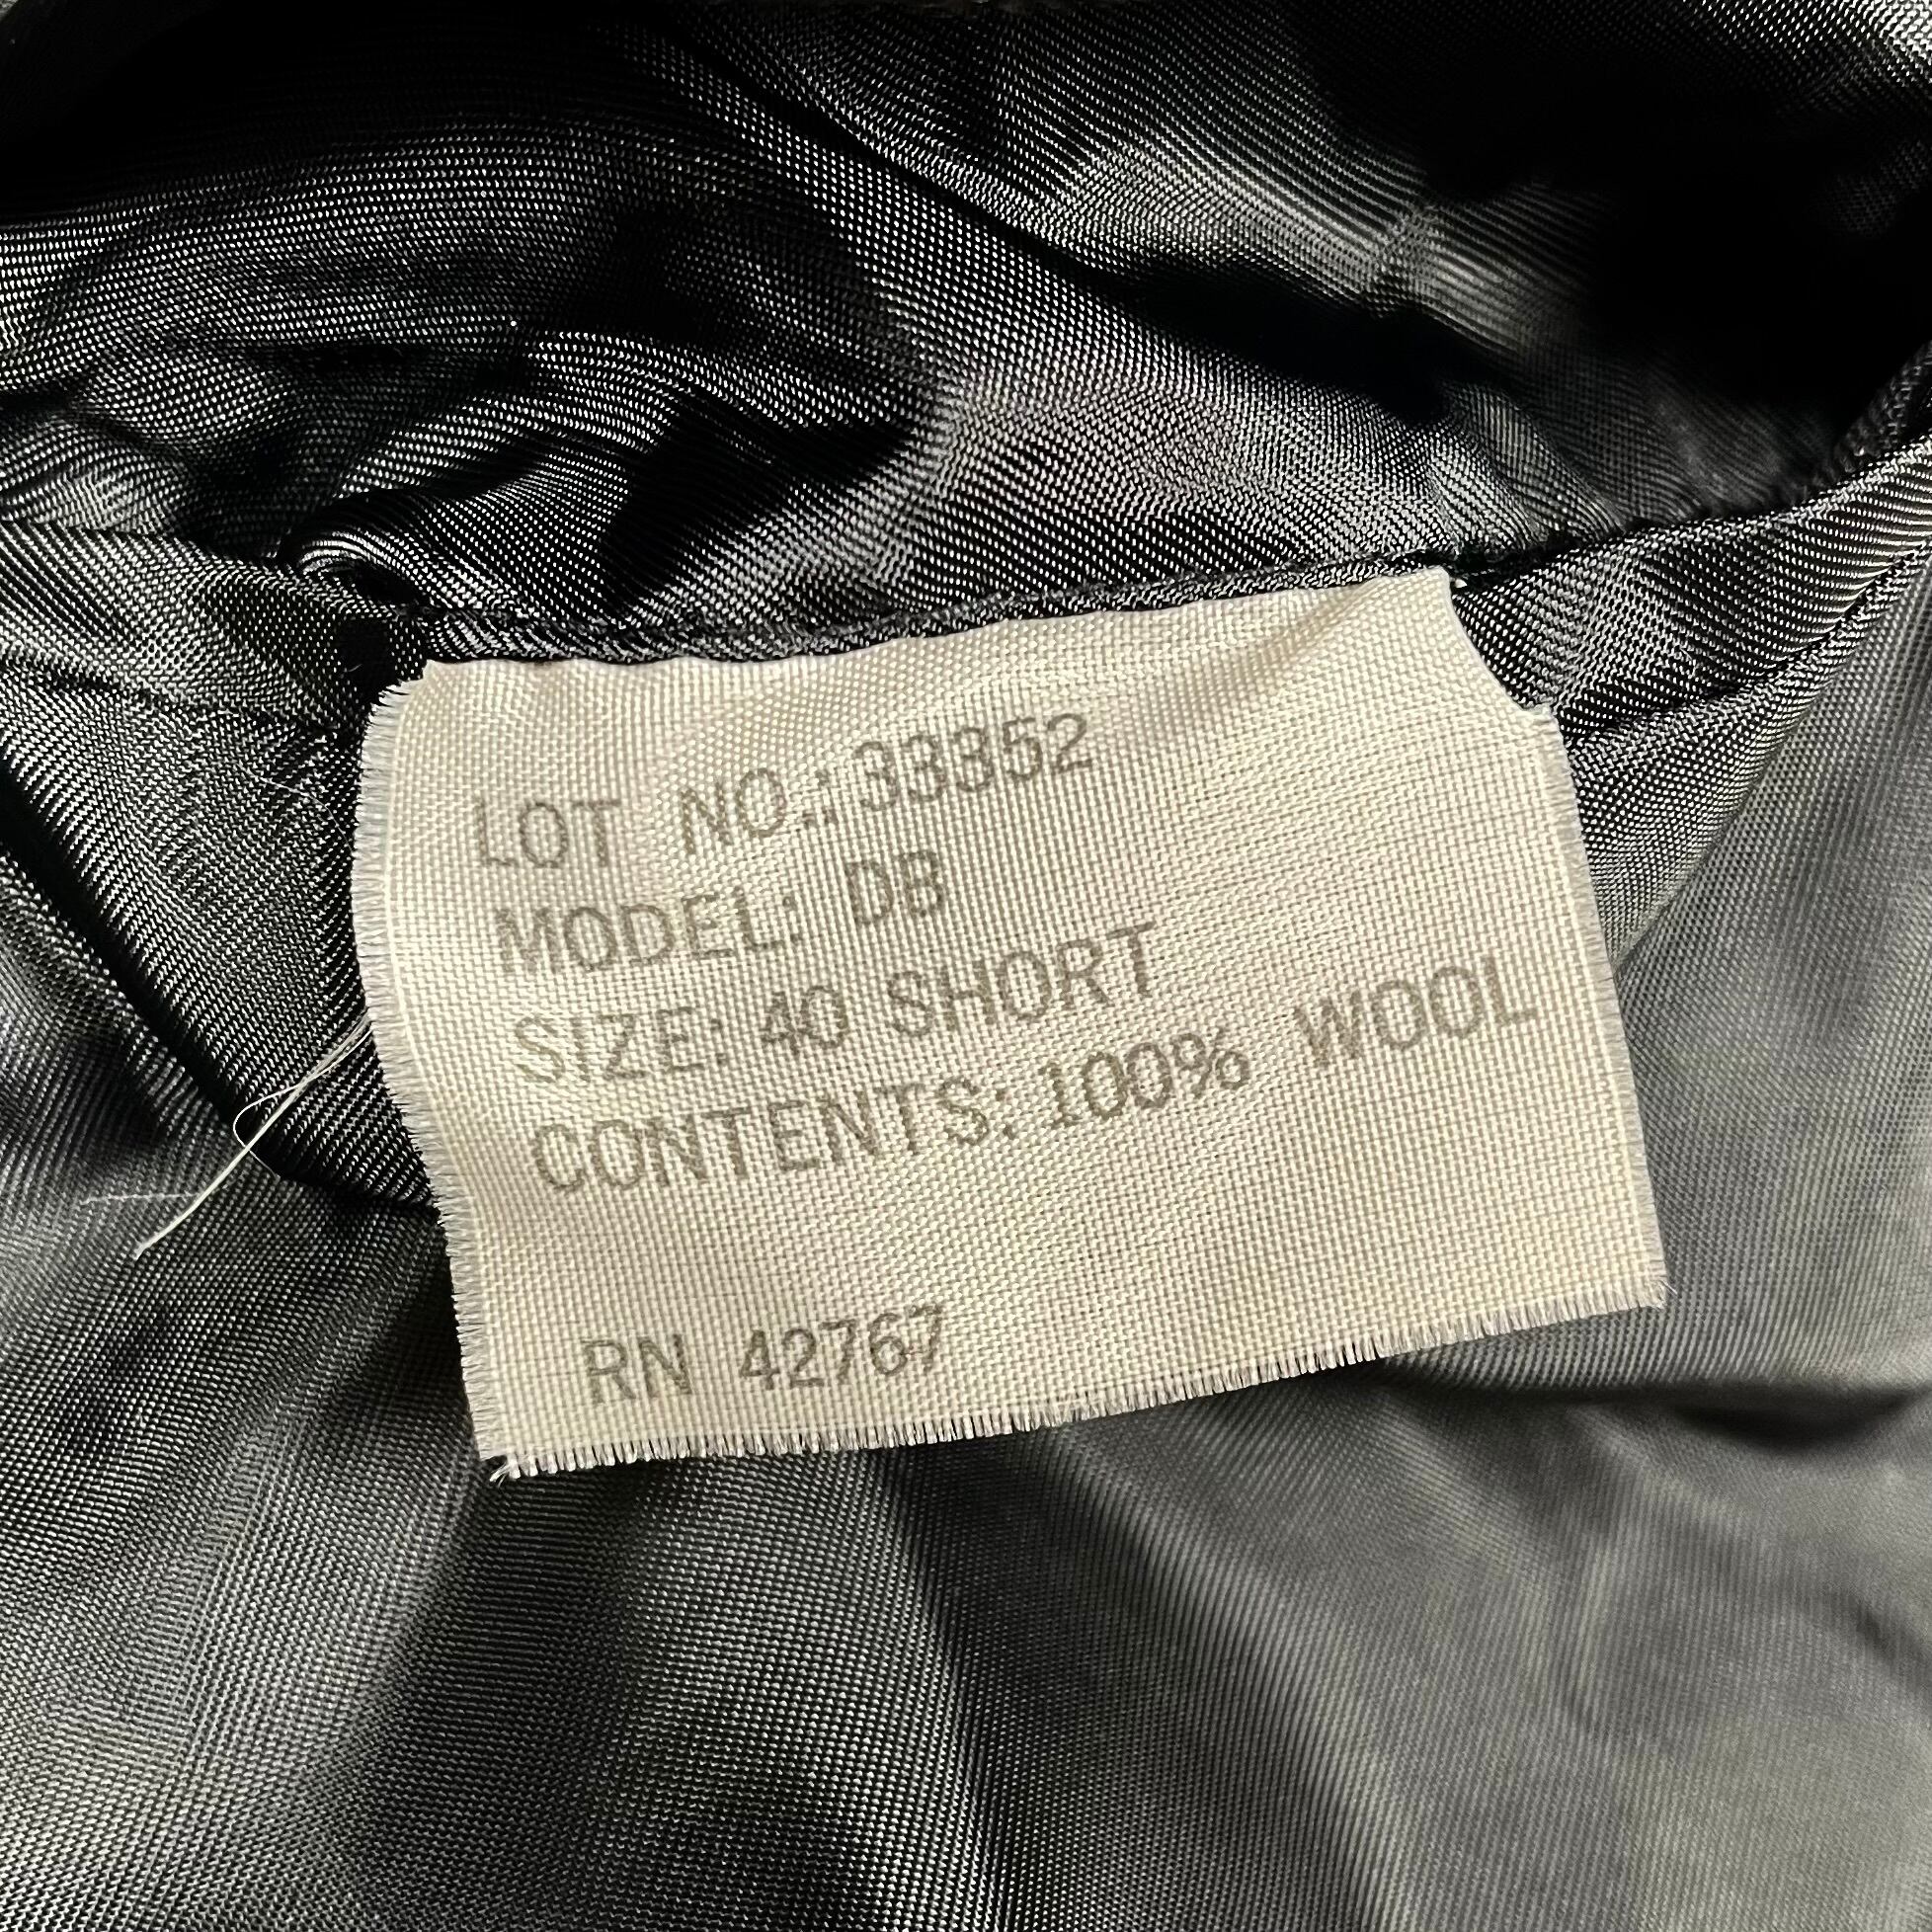 LOT NO.: 33352
MODEL: DB
SIZE: 40 SHORT
CONTENTS: 100% WOOL
RN 42767